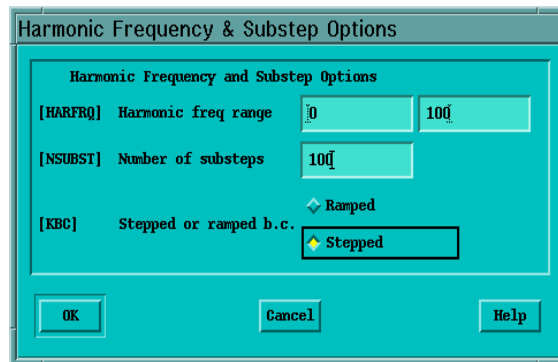 Harmonic Frequency & Substep Options
Harmonic Frequency and Substep Options
[HARFRQ] Harmonic freq range 0 100
[NSUBST] Number of substeps 100
Ramped
[KBC] Stepped or ramped b.c.
Stepped
OK Cancel Help